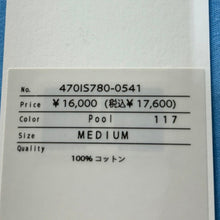 No. 470IS780-0541
Price ¥16,000 (税込¥17,600)
Color Pool 117
Size MEDIUM
Quality
100% コットン